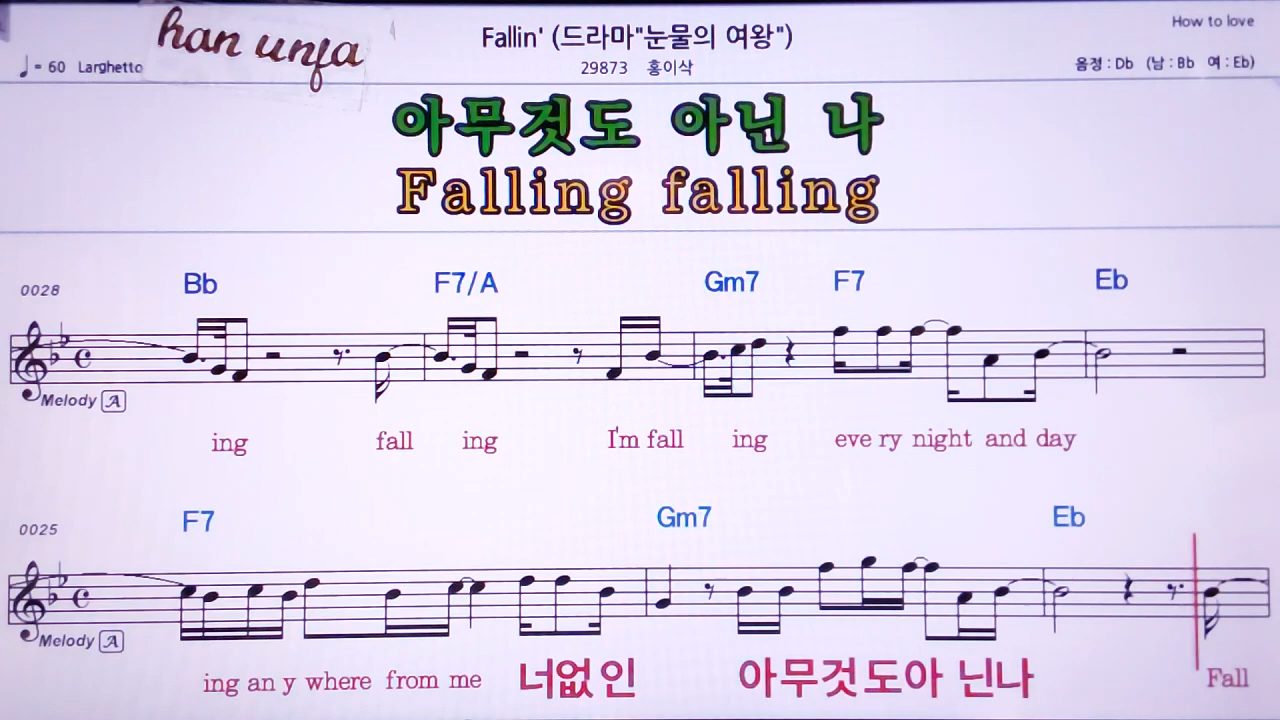 How to love
han unfa
Fallin' (드라마"눈물의 여왕")
= 60 Larghetto
29873 홍이삭
음정 : Db (남 : Bb 여 : Eb)
아무것도 아닌 나
Falling falling
Bb F7/A Gm7 F7 Eb
0028
Melody A
ing fall ing I'm fall ing eve ry night and day
F7 Gm7 Eb
0025
Melody A
ing an y where from me 너없인 아무것도아 닌나 Fall